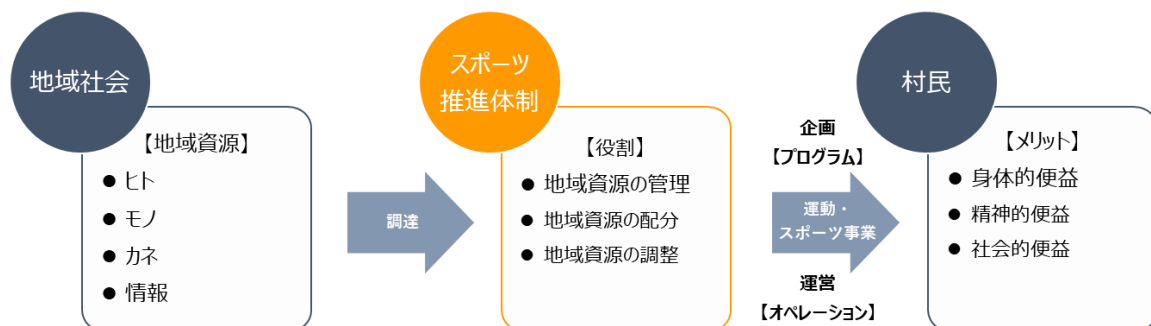 地域社会
【地域資源】
● ヒト
● モノ
● カネ
● 情報
調達
スポーツ
推進体制
【役割】
● 地域資源の管理
● 地域資源の配分
● 地域資源の調整
企画
【プログラム】
運動・
スポーツ事業
運営
【オペレーション】
村民
【メリット】
● 身体的便益
● 精神的便益
● 社会的便益